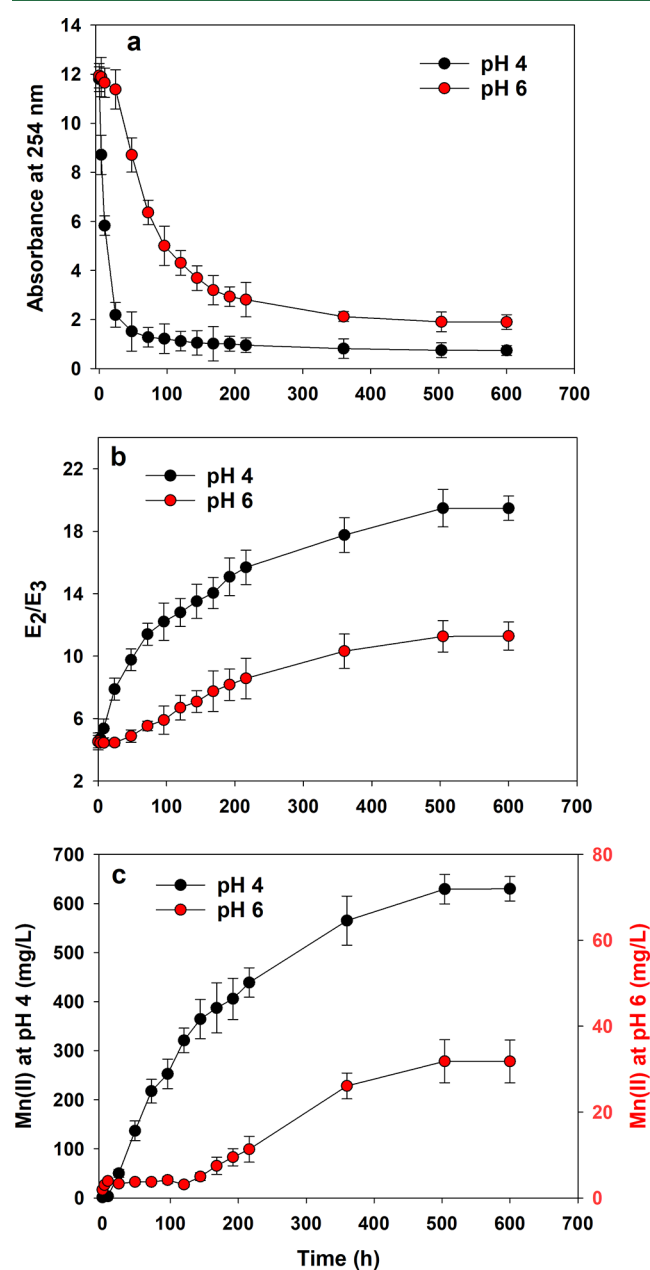 a
12
10
8
6
4
2
0
Absorbance at 254 nm
pH 4
pH 6
0 100 200 300 400 500 600 700
b
22
18
14
10
6
2
E2/E3
pH 4
pH 6
0 100 200 300 400 500 600 700
c
700
600
500
400
300
200
100
0
Mn(II) at pH 4 (mg/L)
pH 4
pH 6
80
60
40
20
0
Mn(II) at pH 6 (mg/L)
0 100 200 300 400 500 600 700
Time (h)